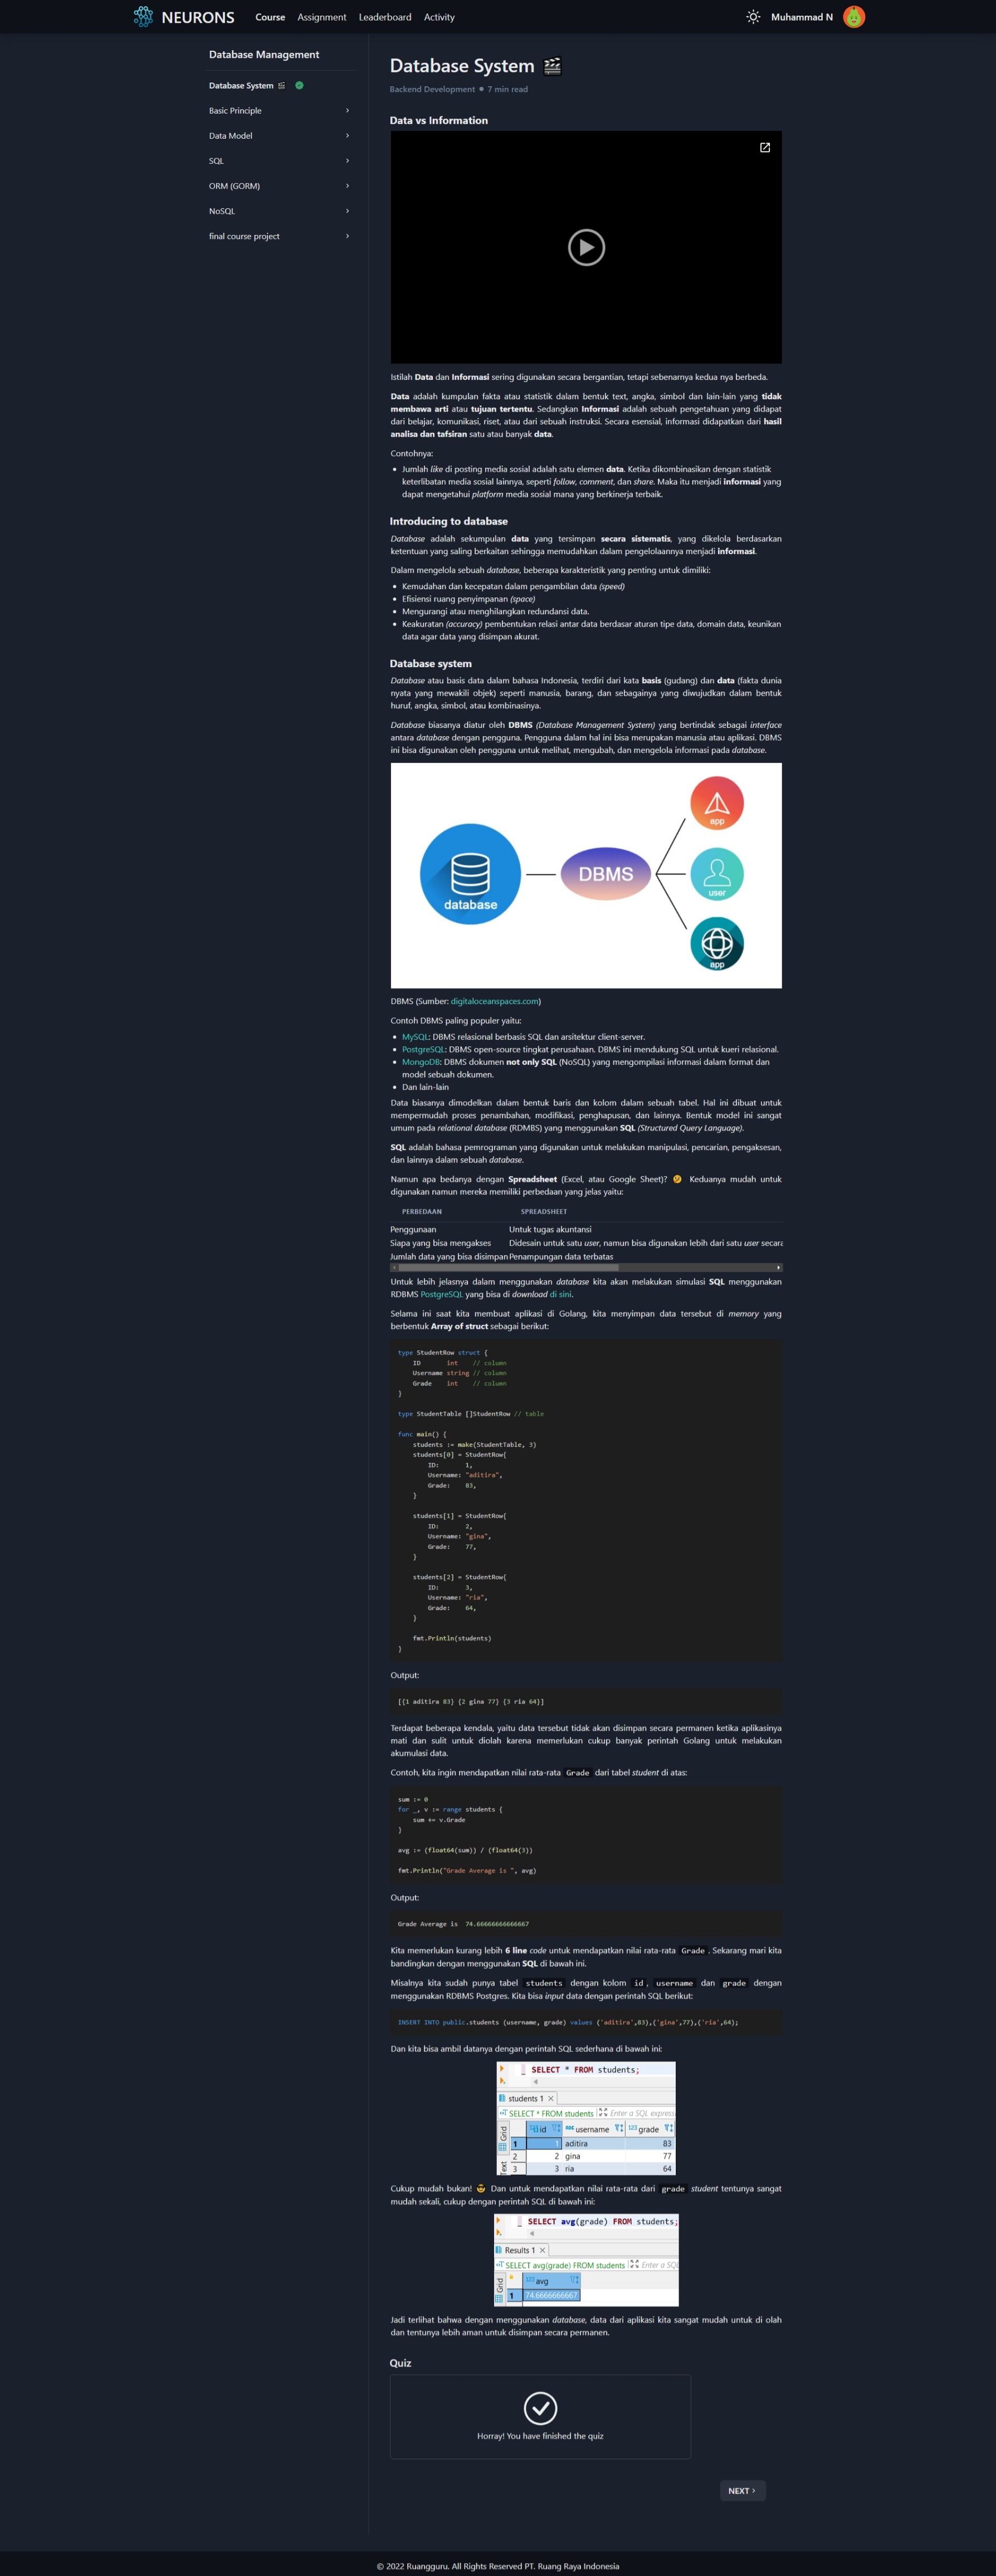 NEURONS
Course Assignment Leaderboard Activity
Muhammad N
Database Management
Database System
Basic Principle
Data Model
SQL
ORM (GORM)
NoSQL
final course project
Database System
Backend Development • 7 min read
Data vs Information
Istilah Data dan Informasi sering digunakan secara bergantian, tetapi sebenarnya kedua nya berbeda.
Data adalah kumpulan fakta atau statistik dalam bentuk text, angka, simbol dan lain-lain yang tidak
membawa arti atau tujuan tertentu. Sedangkan Informasi adalah sebuah pengetahuan yang didapat
dari belajar, komunikasi, riset, atau dari sebuah instruksi. Secara esensial, informasi didapatkan dari hasil
analisa dan tafsiran satu atau banyak data.
Contohnya:
• Jumlah like di posting media sosial adalah satu elemen data. Ketika dikombinasikan dengan statistik
keterlibatan media sosial lainnya, seperti follow, comment, dan share. Maka itu menjadi informasi yang
dapat mengetahui platform media sosial mana yang berkinerja terbaik.
Introducing to database
Database adalah sekumpulan data yang tersimpan secara sistematis, yang dikelola berdasarkan
ketentuan yang saling berkaitan sehingga memudahkan dalam pengelolaannya menjadi informasi.
Dalam mengelola sebuah database, beberapa karakteristik yang penting untuk dimiliki:
• Kemudahan dan kecepatan dalam pengambilan data (speed)
• Efisiensi ruang penyimpanan (space)
• Mengurangi atau menghilangkan redundansi data.
• Keakuratan (accuracy) pembentukan relasi antar data berdasar aturan tipe data, domain data, keunikan
data agar data yang disimpan akurat.
Database system
Database atau basis data dalam bahasa Indonesia, terdiri dari kata basis (gudang) dan data (fakta dunia
nyata yang mewakili objek) seperti manusia, barang, dan sebagainya yang diwujudkan dalam bentuk
huruf, angka, simbol, atau kombinasinya.
Database biasanya diatur oleh DBMS (Database Management System) yang bertindak sebagai interface
antara database dengan pengguna. Pengguna dalam hal ini bisa merupakan manusia atau aplikasi. DBMS
ini bisa digunakan oleh pengguna untuk melihat, mengubah, dan mengelola informasi pada database.
app
DBMS
user
database
app
DBMS (Sumber: digitaloceanspaces.com)
Contoh DBMS paling populer yaitu:
• MySQL: DBMS relasional berbasis SQL dan arsitektur client-server.
• PostgreSQL: DBMS open-source tingkat perusahaan. DBMS ini mendukung SQL untuk kueri relasional.
• MongoDB: DBMS dokumen not only SQL (NoSQL) yang mengompilasi informasi dalam format dan
model sebuah dokumen.
• Dan lain-lain
Data biasanya dimodelkan dalam bentuk baris dan kolom dalam sebuah tabel. Hal ini dibuat untuk
mempermudah proses penambahan, modifikasi, penghapusan, dan lainnya. Bentuk model ini sangat
umum pada relational database (RDMBS) yang menggunakan SQL (Structured Query Language).
SQL adalah bahasa pemrograman yang digunakan untuk melakukan manipulasi, pencarian, pengaksesan,
dan lainnya dalam sebuah database.
Namun apa bedanya dengan Spreadsheet (Excel, atau Google Sheet)? 🤔 Keduanya mudah untuk
digunakan namun mereka memiliki perbedaan yang jelas yaitu:
PERBEDAAN SPREADSHEET
Penggunaan Untuk tugas akuntansi
Siapa yang bisa mengakses Didesain untuk satu user, namun bisa digunakan lebih dari satu user secara
Jumlah data yang bisa disimpan Penampungan data terbatas
Untuk lebih jelasnya dalam menggunakan database kita akan melakukan simulasi SQL menggunakan
RDBMS PostgreSQL yang bisa di download di sini.
Selama ini saat kita membuat aplikasi di Golang, kita menyimpan data tersebut di memory yang
berbentuk Array of struct sebagai berikut:
type StudentRow struct {
ID int // column
Username string // column
Grade int // column
}
type StudentTable []StudentRow // table
func main() {
students := make(StudentTable, 3)
students[0] = StudentRow{
ID: 1,
Username: "aditira",
Grade: 83,
}
students[1] = StudentRow{
ID: 2,
Username: "gina",
Grade: 77,
}
students[2] = StudentRow{
ID: 3,
Username: "ria",
Grade: 64,
}
fmt.Println(students)
}
Output:
[{1 aditira 83} {2 gina 77} {3 ria 64}]
Terdapat beberapa kendala, yaitu data tersebut tidak akan disimpan secara permanen ketika aplikasinya
mati dan sulit untuk diolah karena memerlukan cukup banyak perintah Golang untuk melakukan
akumulasi data.
Contoh, kita ingin mendapatkan nilai rata-rata Grade dari tabel student di atas:
sum := 0
for _, v := range students {
sum += v.Grade
}
avg := (float64(sum)) / (float64(3))
fmt.Println("Grade Average is ", avg)
Output:
Grade Average is 74.66666666666667
Kita memerlukan kurang lebih 6 line code untuk mendapatkan nilai rata-rata Grade. Sekarang mari kita
bandingkan dengan menggunakan SQL di bawah ini.
Misalnya kita sudah punya tabel students dengan kolom id, username dan grade dengan
menggunakan RDBMS Postgres. Kita bisa input data dengan perintah SQL berikut:
INSERT INTO public.students (username, grade) values ('aditira',83),('gina',77),('ria',64);
Dan kita bisa ambil datanya dengan perintah SQL sederhana di bawah ini:
SELECT * FROM students;
students 1
SELECT * FROM students Enter a SQL express
Grid id username grade
1 1 aditira 83
2 2 gina 77
Text 3 3 ria 64
Cukup mudah bukan! 😎 Dan untuk mendapatkan nilai rata-rata dari grade student tentunya sangat
mudah sekali, cukup dengan perintah SQL di bawah ini:
SELECT avg(grade) FROM students;
Results 1
SELECT avg(grade) FROM students Enter a SQL
Grid avg
1 74.6666666667
Jadi terlihat bahwa dengan menggunakan database, data dari aplikasi kita sangat mudah untuk di olah
dan tentunya lebih aman untuk disimpan secara permanen.
Quiz
Horray! You have finished the quiz
NEXT ›
© 2022 Ruangguru. All Rights Reserved PT. Ruang Raya Indonesia